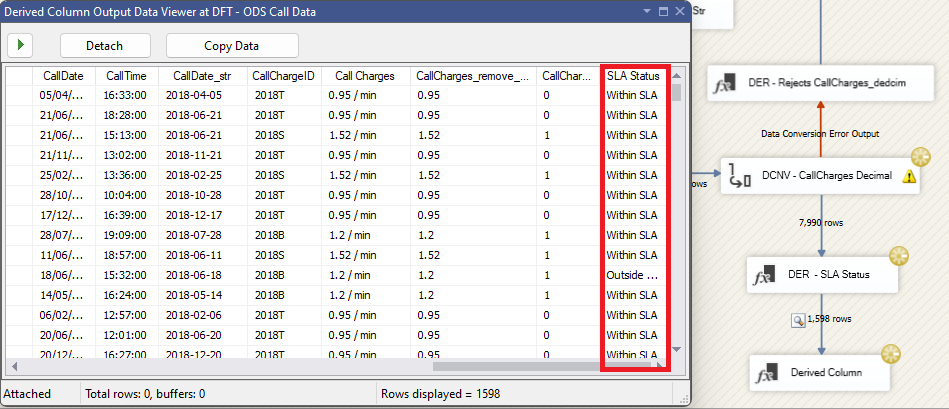 Derived Column Output Data Viewer at DFT - ODS Call Data
Detach
Copy Data
CallDate CallTime CallDate_str CallChargeID Call Charges CallCharges_remove_... CallChar... SLA Status
05/04/... 16:33:00 2018-04-05 2018T 0.95 / min 0.95 0 Within SLA
21/06/... 18:28:00 2018-06-21 2018T 0.95 / min 0.95 0 Within SLA
21/06/... 15:13:00 2018-06-21 2018S 1.52 / min 1.52 1 Within SLA
21/11/... 13:02:00 2018-11-21 2018T 0.95 / min 0.95 0 Within SLA
25/02/... 13:36:00 2018-02-25 2018S 1.52 / min 1.52 1 Within SLA
28/10/... 10:04:00 2018-10-28 2018T 0.95 / min 0.95 0 Within SLA
17/12/... 16:39:00 2018-12-17 2018T 0.95 / min 0.95 0 Within SLA
28/07/... 19:09:00 2018-07-28 2018B 1.2 / min 1.2 1 Within SLA
11/06/... 18:57:00 2018-06-11 2018S 1.52 / min 1.52 1 Within SLA
18/06/... 15:32:00 2018-06-18 2018B 1.2 / min 1.2 1 Outside ...
14/05/... 16:24:00 2018-05-14 2018B 1.2 / min 1.2 1 Within SLA
06/02/... 12:57:00 2018-02-06 2018T 0.95 / min 0.95 0 Within SLA
20/06/... 12:01:00 2018-06-20 2018T 0.95 / min 0.95 0 Within SLA
20/12/... 16:27:00 2018-12-20 2018T 0.95 / min 0.95 0 Within SLA
Attached Total rows: 0, buffers: 0 Rows displayed = 1598
Str
DER - Rejects CallCharges_dedcim
Data Conversion Error Output
rows
DCNV - CallCharges Decimal
7,990 rows
DER - SLA Status
1,598 rows
Derived Column